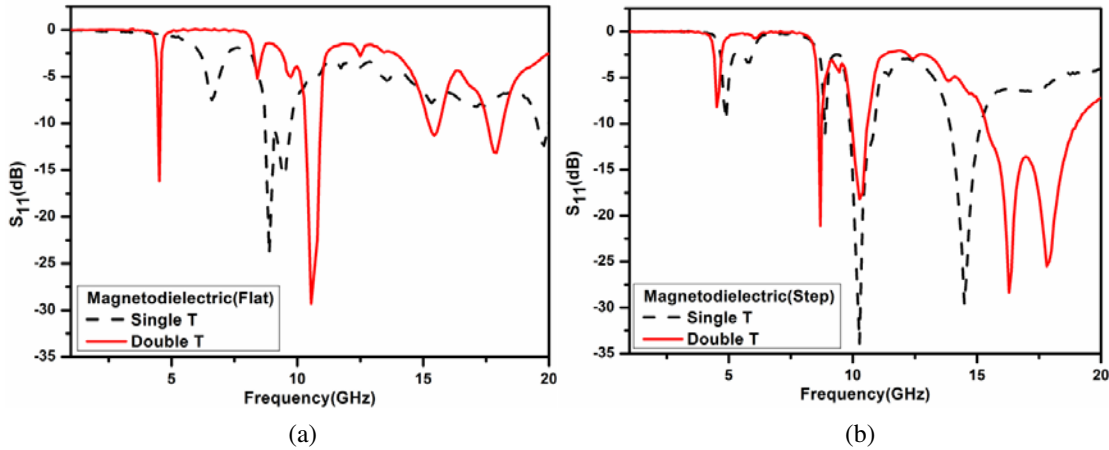 0
-5
-10
-15
-20
-25
-30
-35
S11(dB)
Magnetodielectric(Flat)
Single T
Double T
5 10 15 20
Frequency(GHz)
(a)
0
-5
-10
-15
-20
-25
-30
-35
S11(dB)
Magnetodielectric(Step)
Single T
Double T
5 10 15 20
Frequency(GHz)
(b)